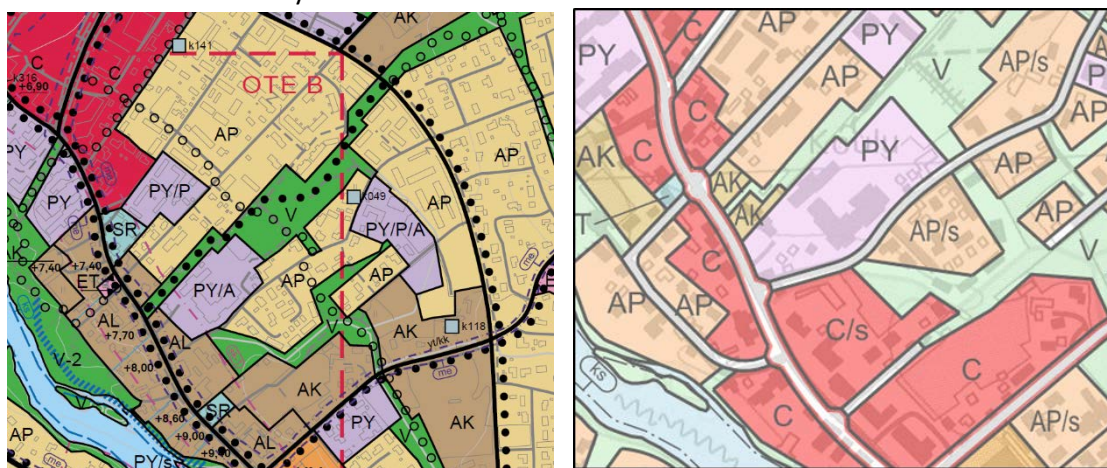 C
C
k141
k316
+6,90
OTE B
AK
AP
AP
PY
PY/P
SR
V
k049
PY/P/A
AP
+7,40
+7,40
ET
PY/A
AP
AP
AL
+7,70
AL
V
AK
k118
V-2
+8,00
yt/kk
me
+8,60
SR
AK
AK
+9,00
AL
PY
V
AP
PY/s
PY
C
AP
PY
V
AP/s
AP
C
AK
C
AK
PY
AP
T
AK
AP/s
AP
C
AP
AP
V
C/s
ks
C
C
AP/s